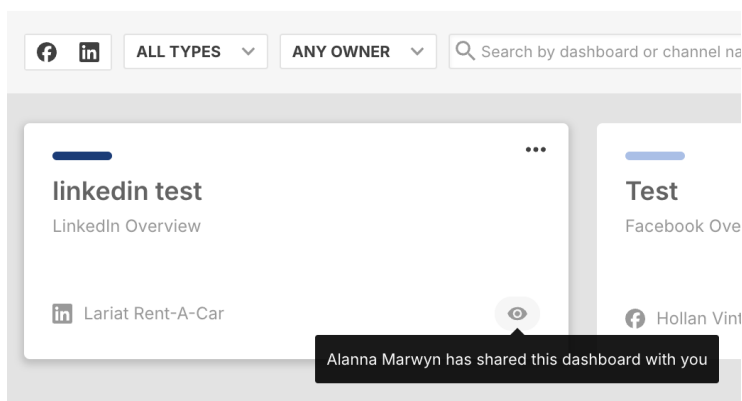 ALL TYPES
ANY OWNER
Search by dashboard or channel na
linkedin test
LinkedIn Overview
in Lariat Rent-A-Car
Test
Facebook Ove
Hollan Vint
Alanna Marwyn has shared this dashboard with you